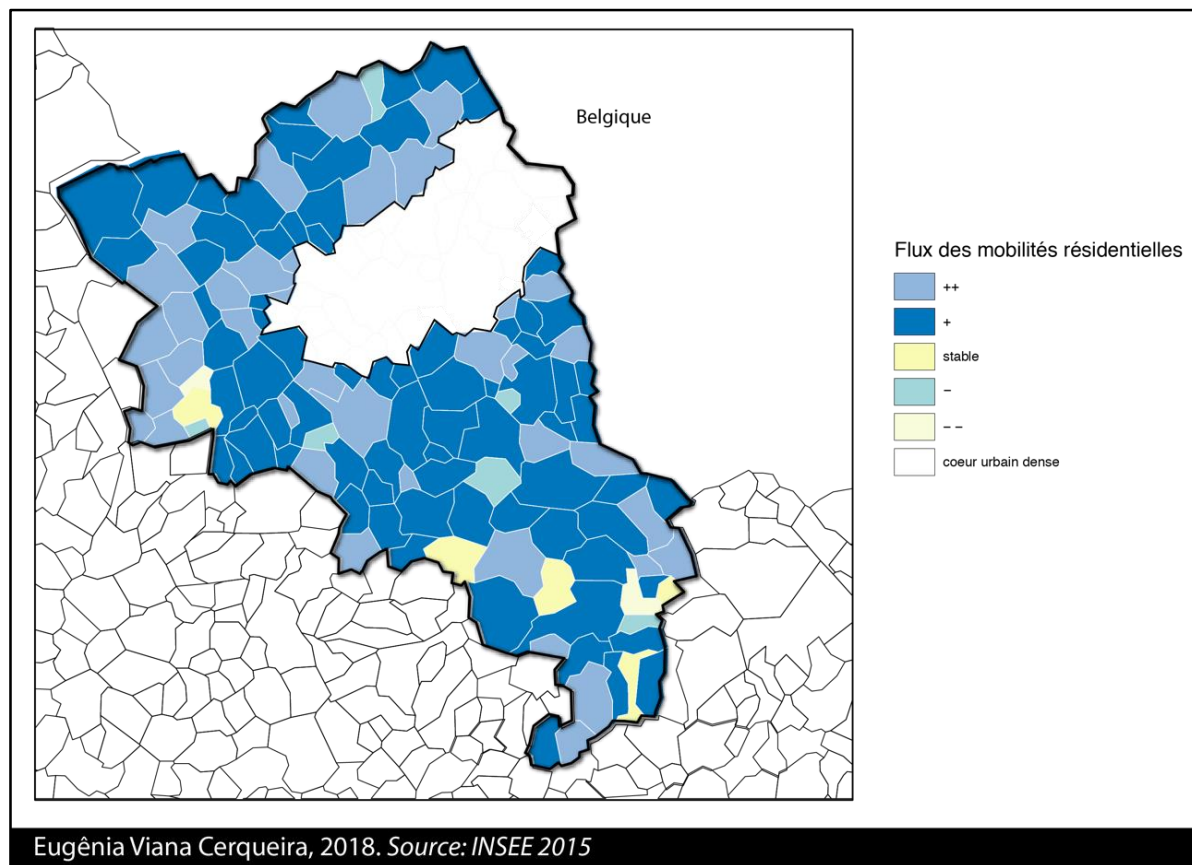 Belgique
Flux des mobilités résidentielles
++
+
stable
–
– –
coeur urbain dense
Eugênia Viana Cerqueira, 2018. Source: INSEE 2015